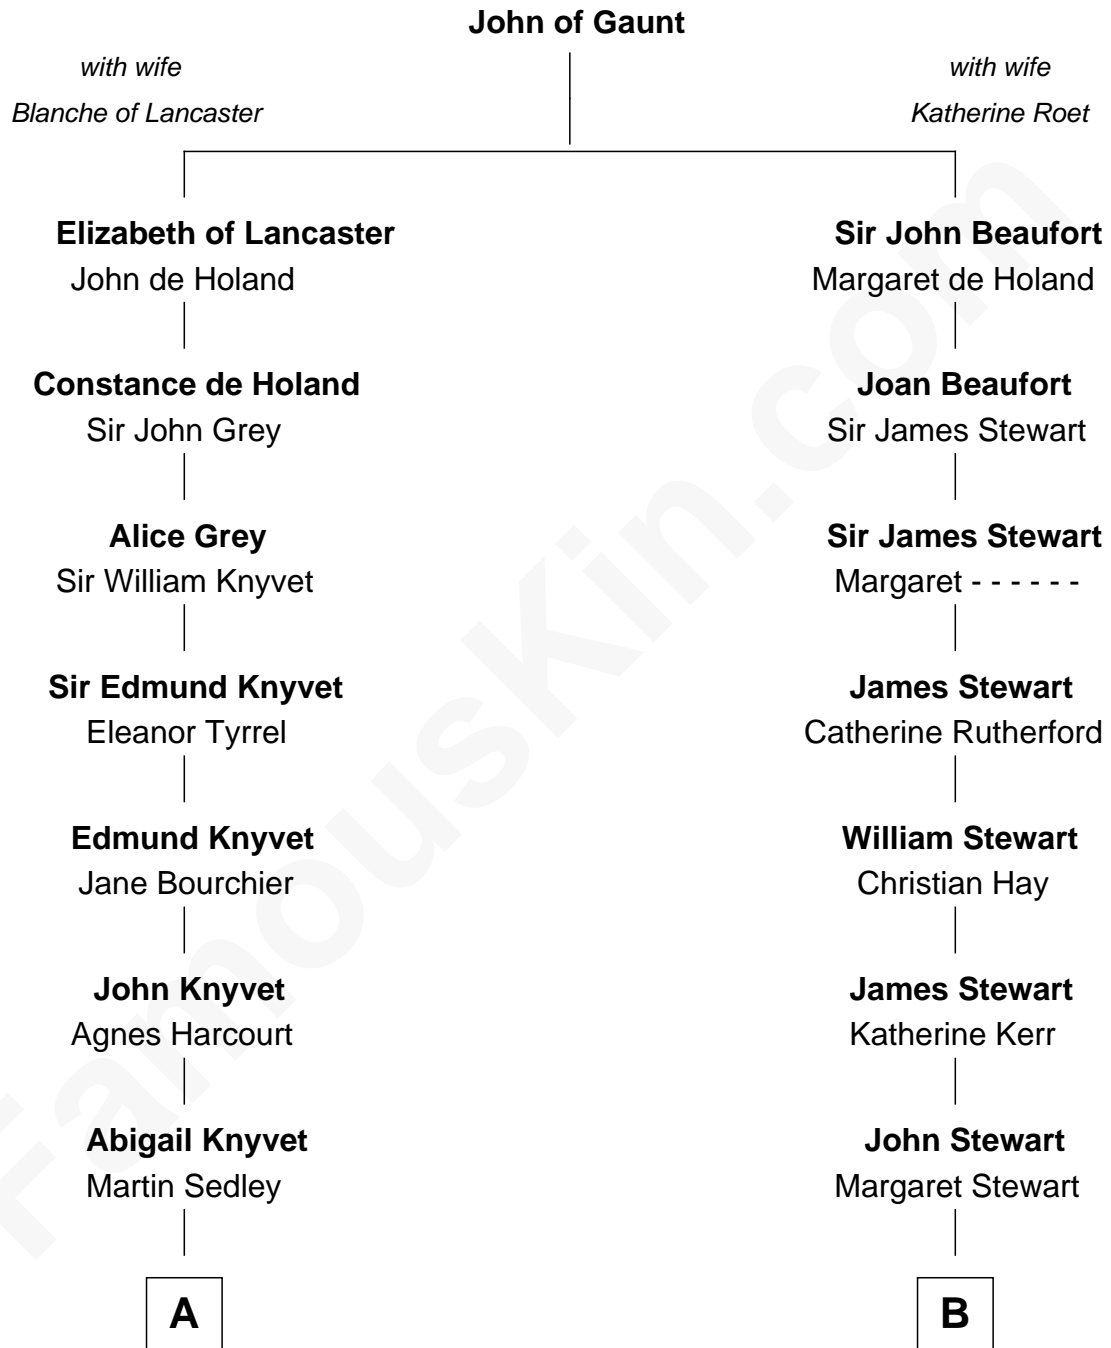 John of Gaunt
with wife
Blanche of Lancaster
with wife
Katherine Roet
Elizabeth of Lancaster
John de Holand
Sir John Beaufort
Margaret de Holand
Constance de Holand
Sir John Grey
Joan Beaufort
Sir James Stewart
Alice Grey
Sir William Knyvet
Sir James Stewart
Margaret - - - - - -
Sir Edmund Knyvet
Eleanor Tyrrel
James Stewart
Catherine Rutherford
Edmund Knyvet
Jane Bourchier
William Stewart
Christian Hay
John Knyvet
Agnes Harcourt
James Stewart
Katherine Kerr
Abigail Knyvet
Martin Sedley
John Stewart
Margaret Stewart
A
B
FamousKin.com